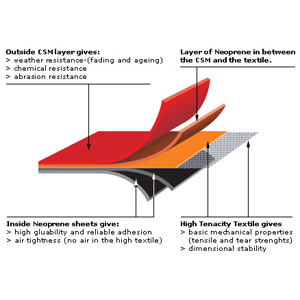 Outside CSM layer gives:
> weather resistance-(fading and ageing)
> chemical resistance
> abrasion resistance
Layer of Neoprene in between
the CSM and the textile.
Inside Neoprene sheets give:
> high gluability and reliable adhesion
> air tightness (no air in the high textile)
High Tenacity Textile gives
> basic mechanical properties
(tensile and tear strenghts)
> dimensional stability